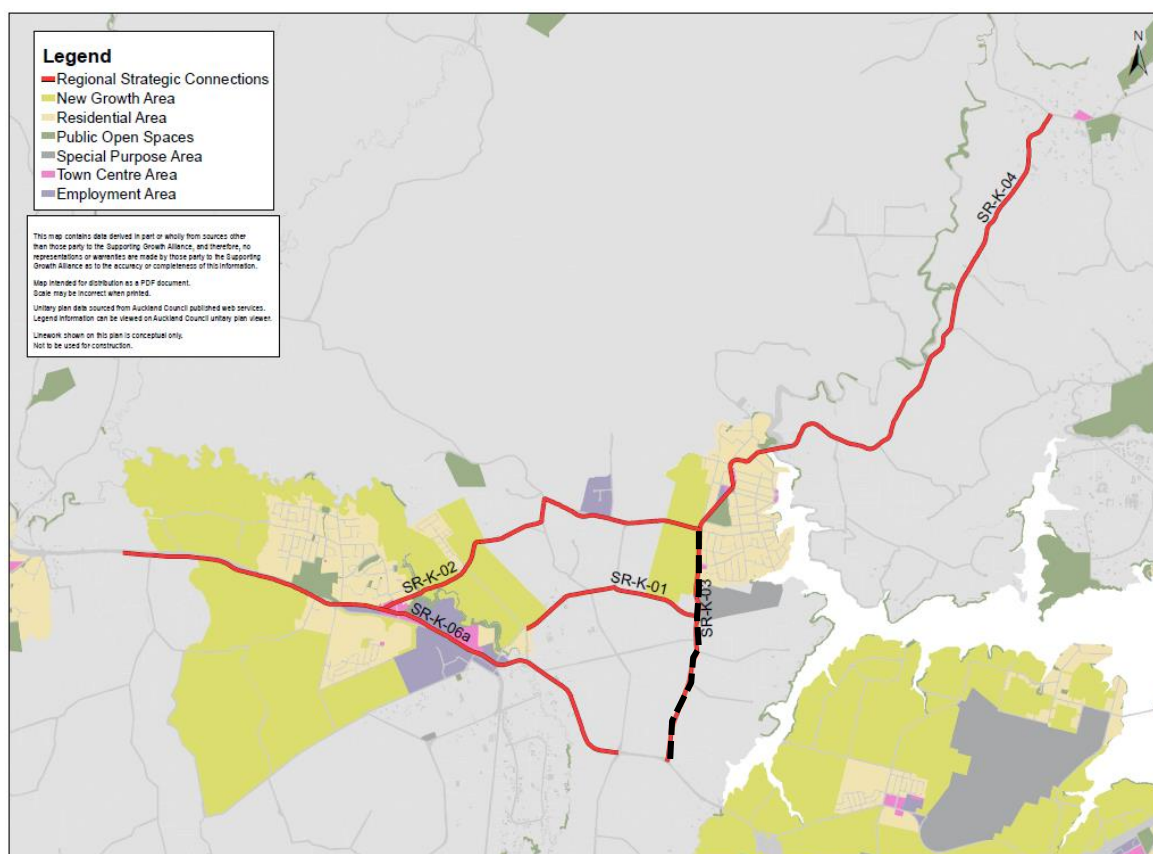 Legend
Regional Strategic Connections
New Growth Area
Residential Area
Public Open Spaces
Special Purpose Area
Town Centre Area
Employment Area
This map contains data derived in part or wholly from sources other
than those party to the Supporting Growth Alliance, and therefore, no
representations or warranties are made by those party to the Supporting
Growth Alliance as to the accuracy or completeness of this information.
Map intended for distribution as a PDF document.
Scale may be incorrect when printed.
Unitary plan data sourced from Auckland Council published web services.
Legend information can be viewed on Auckland Council unitary plan viewer.
Linework shown on this plan is conceptual only.
Not to be used for construction.
N
SR-K-04
SR-K-02
SR-K-01
SR-K-03
SR-K-06a